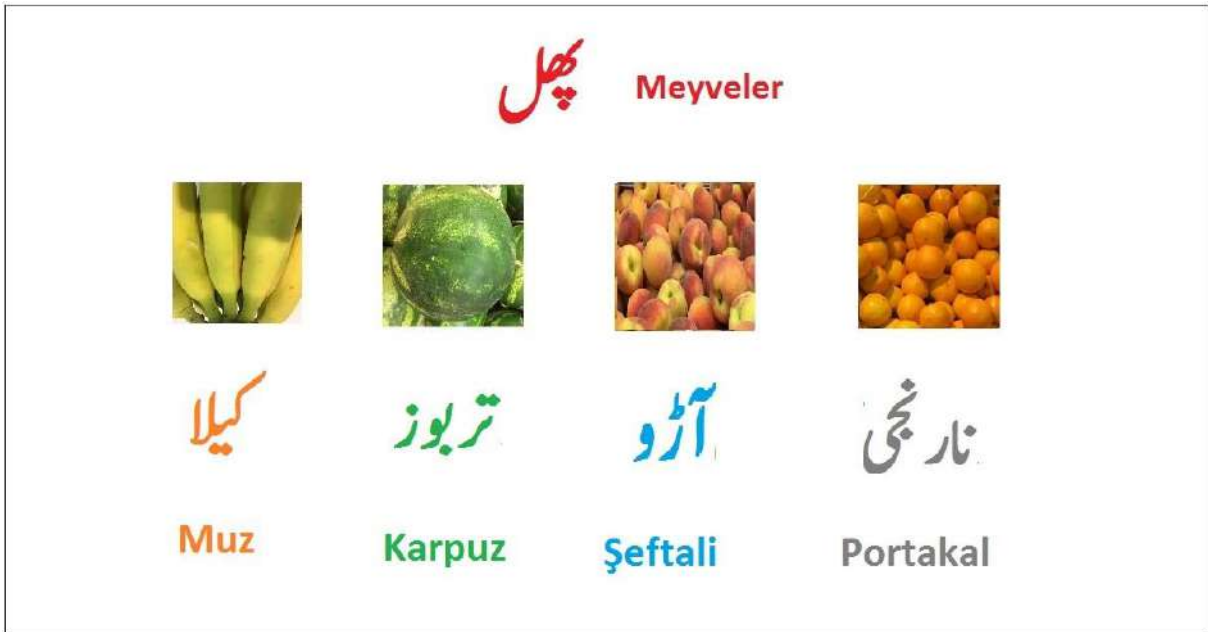 پھل Meyveler
کیلا تربوز آڑو نارنجی
Muz Karpuz Şeftali Portakal